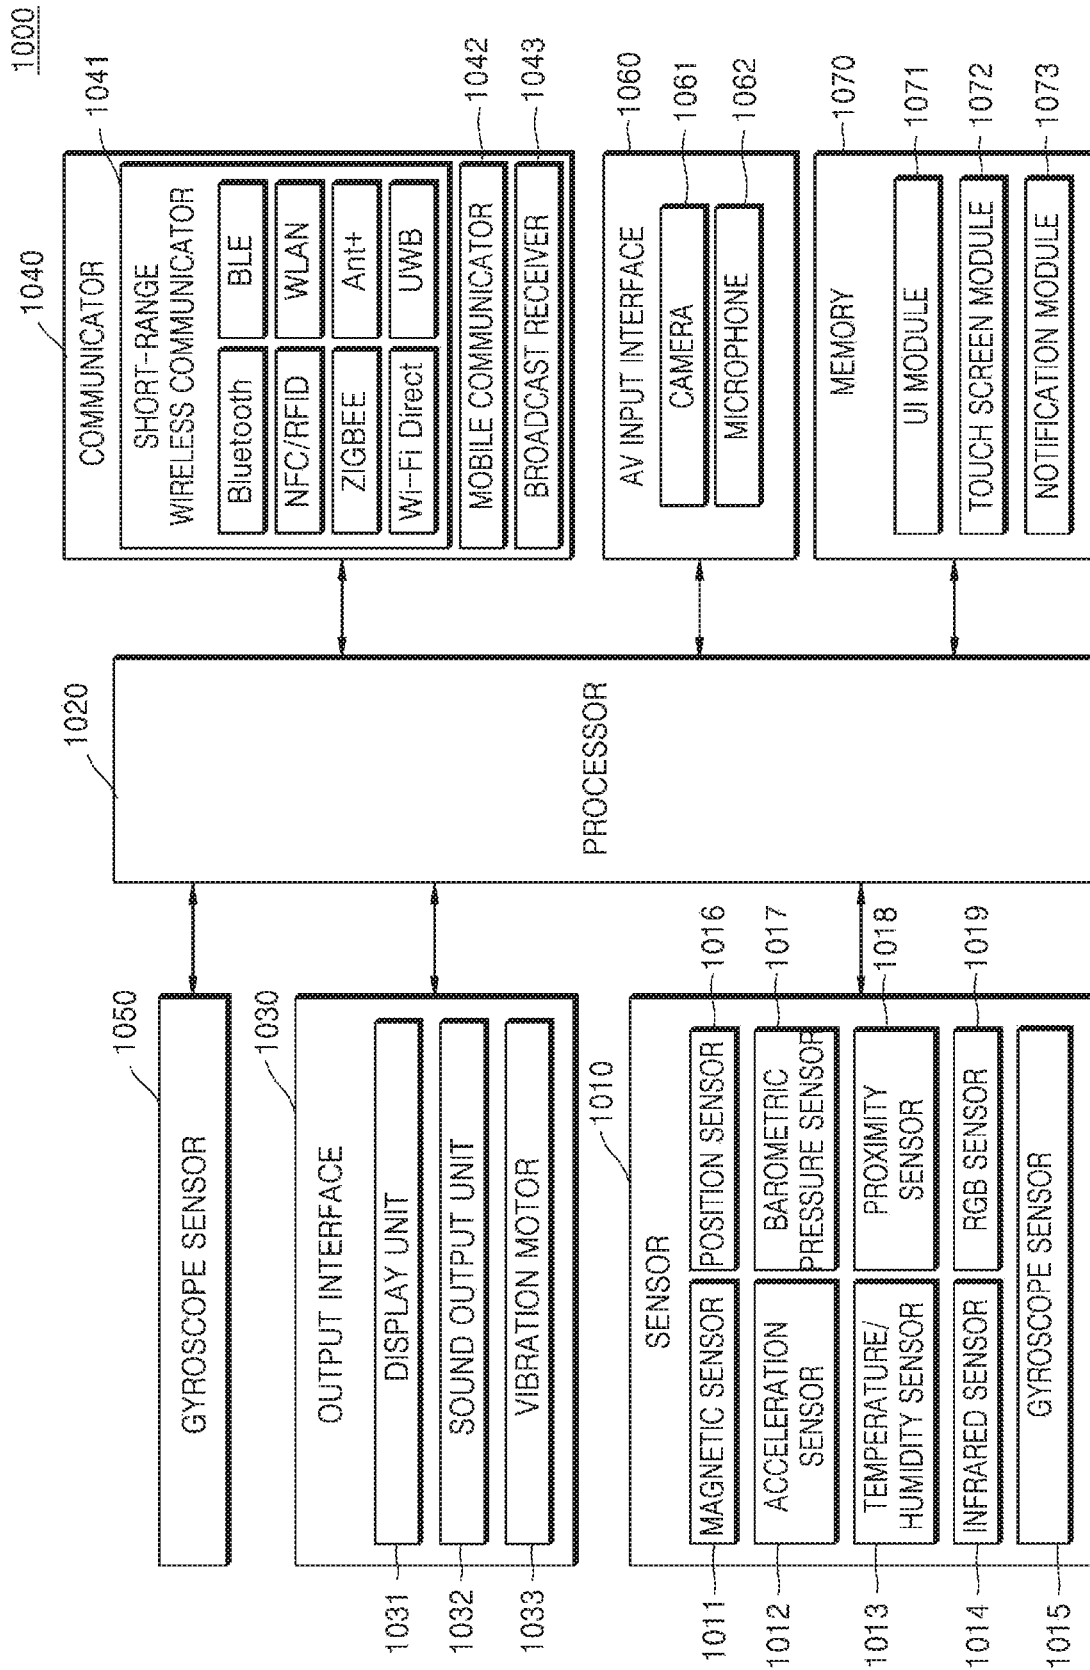 1000
1050
GYROSCOPE SENSOR
1030
OUTPUT INTERFACE
DISPLAY UNIT
1031
SOUND OUTPUT UNIT
1032
VIBRATION MOTOR
1033
1010
SENSOR
1011
MAGNETIC SENSOR
POSITION SENSOR
1016
1012
ACCELERATION
SENSOR
BAROMETRIC
PRESSURE SENSOR
1017
1013
TEMPERATURE/
HUMIDITY SENSOR
PROXIMITY
SENSOR
1018
1014
INFRARED SENSOR
RGB SENSOR
1019
1015
GYROSCOPE SENSOR
1020
PROCESSOR
1040
COMMUNICATOR
1041
SHORT-RANGE
WIRELESS COMMUNICATOR
Bluetooth
BLE
NFC/RFID
WLAN
ZIGBEE
Ant+
Wi-Fi Direct
UWB
MOBILE COMMUNICATOR
1042
BROADCAST RECEIVER
1043
AV INPUT INTERFACE
1060
CAMERA
1061
MICROPHONE
1062
MEMORY
1070
UI MODULE
1071
TOUCH SCREEN MODULE
1072
NOTIFICATION MODULE
1073